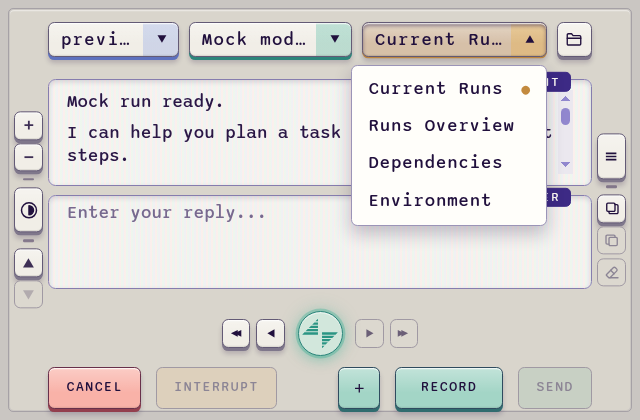 previ…
Mock mod…
Current Ru…
Current Runs
Runs Overview
Dependencies
Environment
Mock run ready.
I can help you plan a task
steps.
Enter your reply...
CANCEL
INTERRUPT
+
RECORD
SEND